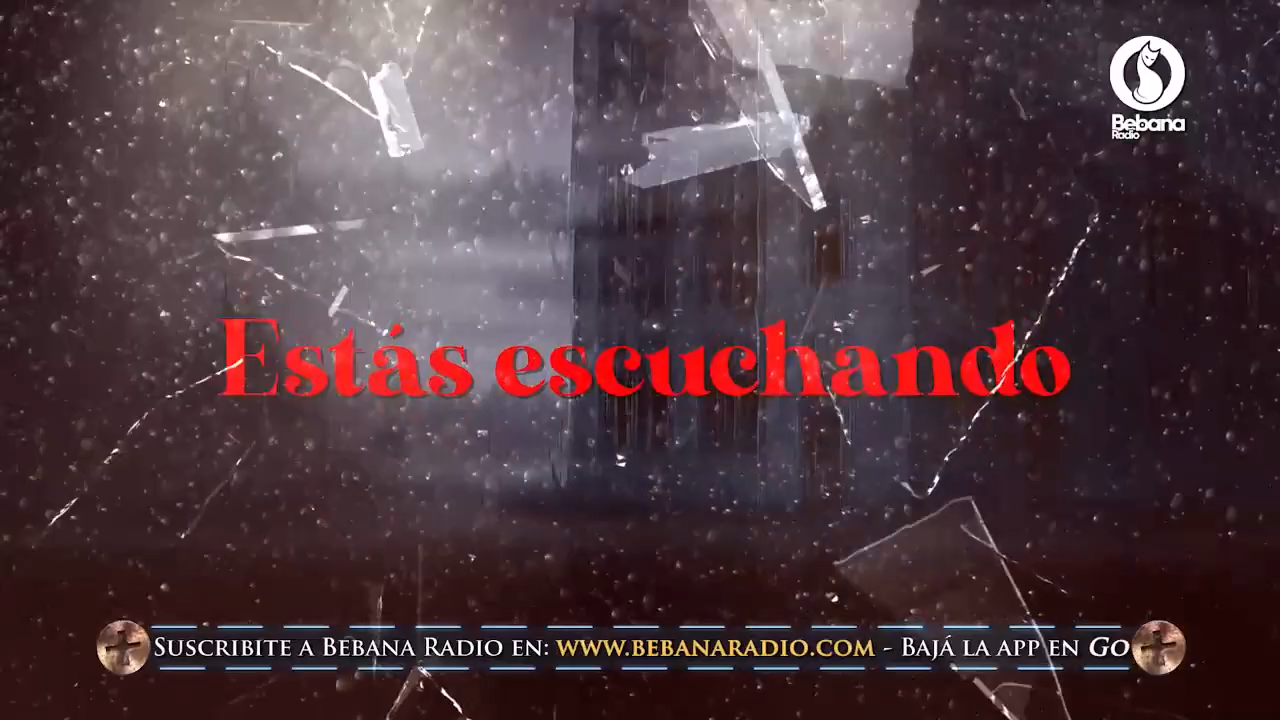 Bebana
Radio
Estás escuchando
SUSCRIBITE A BEBANA RADIO EN: WWW.BEBANARADIO.COM - BAJÁ LA APP EN GO